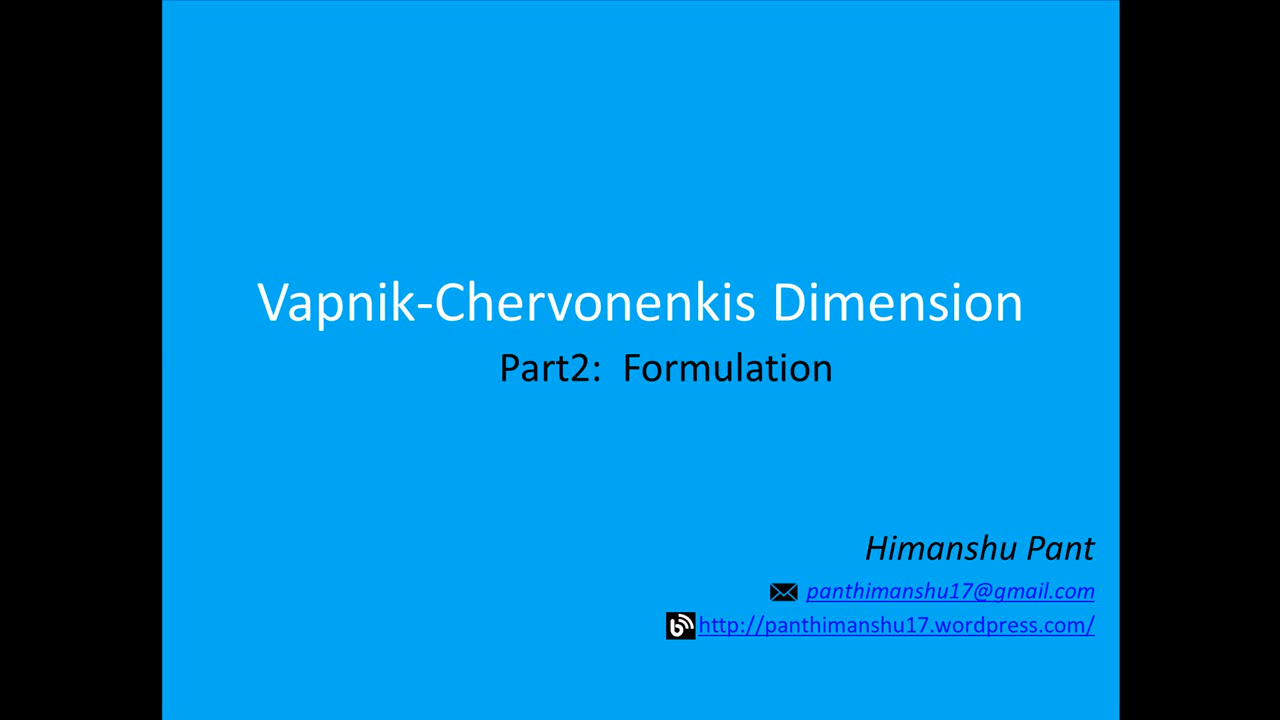 Vapnik-Chervonenkis Dimension
Part2: Formulation
Himanshu Pant
panthimanshu17@gmail.com
http://panthimanshu17.wordpress.com/